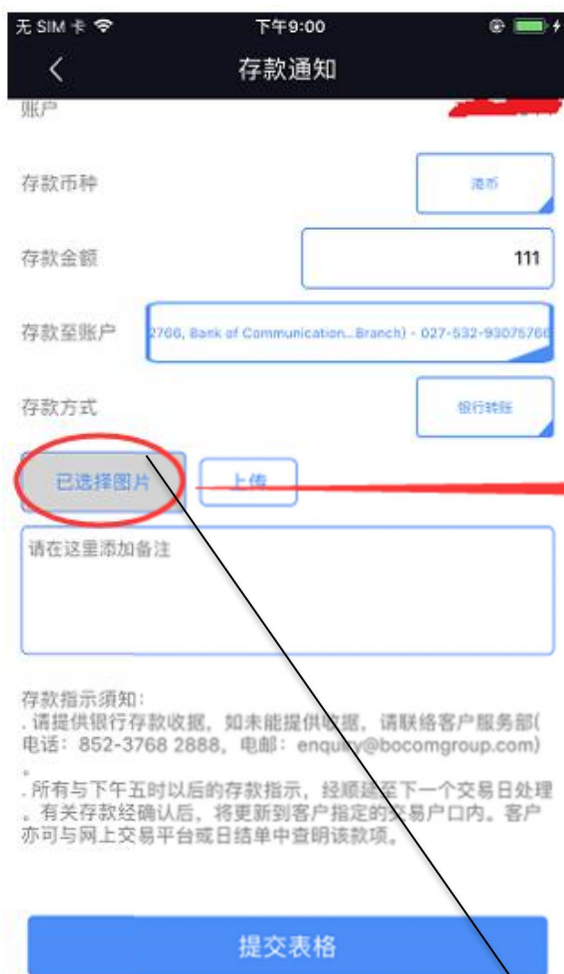 无 SIM 卡
下午9:00
存款通知
账户
存款币种
港币
存款金额
111
存款至账户
2766, Bank of Communication...Branch) - 027-532-93075766
存款方式
银行转账
已选择图片
上传
请在这里添加备注
存款指示須知：
. 请提供银行存款收据，如未能提供收据，请联络客户服务部(
电话：852-3768 2888，电邮：enquiry@bocomgroup.com)
。
. 所有与下午五时以后的存款指示，经顺延至下一个交易日处理
。有关存款经确认后，将更新到客户指定的交易户口内。客户
亦可与网上交易平台或日结单中查明该款项。
提交表格